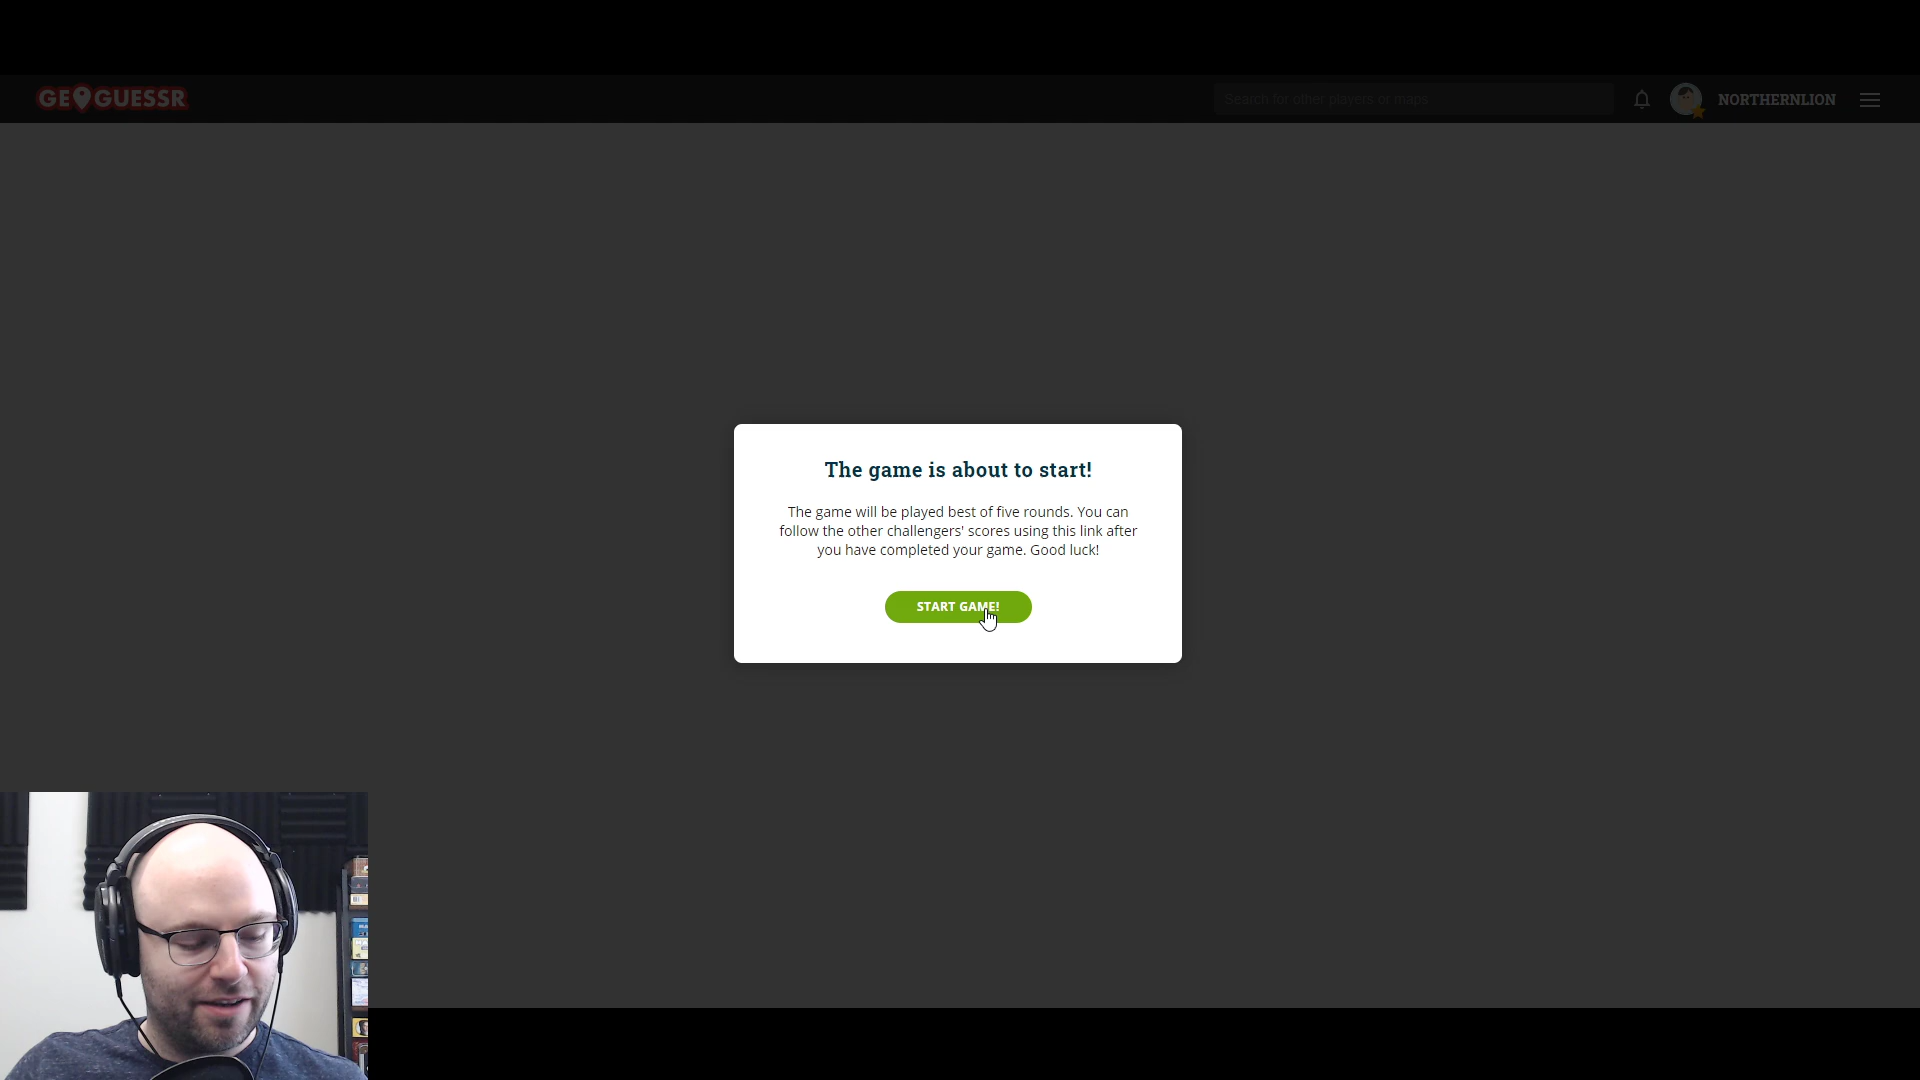 GEOGUESSR
Search for other players or maps
NORTHERNLION
The game is about to start!
The game will be played best of five rounds. You can
follow the other challengers' scores using this link after
you have completed your game. Good luck!
START GAME!